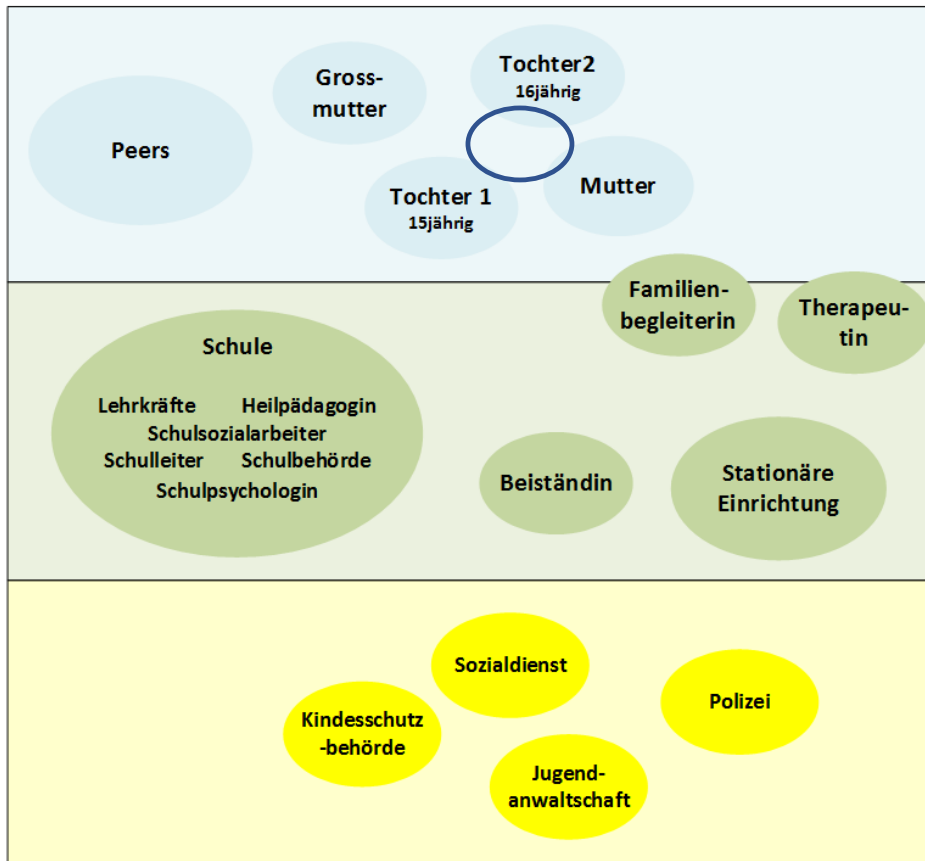 Peers
Gross-
mutter
Tochter2
16jährig
Tochter 1
15jährig
Mutter
Familien-
begleiterin
Therapeu-
tin
Schule
Lehrkräfte Heilpädagogin
Schulsozialarbeiter
Schulleiter Schulbehörde
Schulpsychologin
Beiständin
Stationäre
Einrichtung
Sozialdienst
Kindesschutz
-behörde
Jugend-
anwaltschaft
Polizei